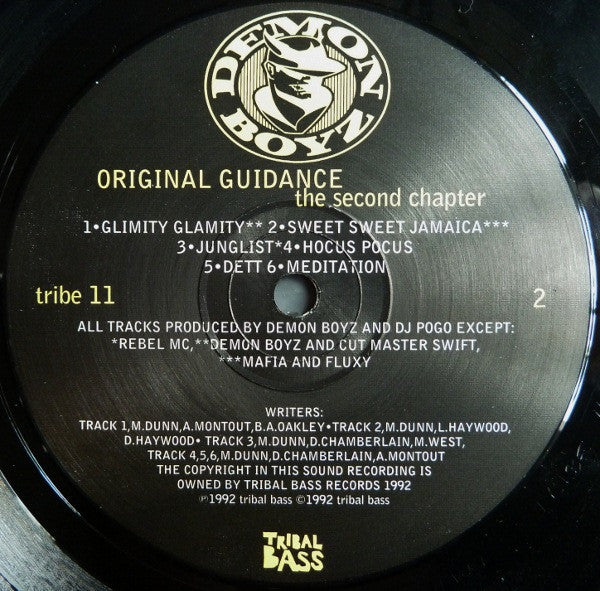 DEMON
BOYZ
ORIGINAL GUIDANCE
the second chapter
1•GLIMITY GLAMITY** 2•SWEET SWEET JAMAICA***
3•JUNGLIST*4•HOCUS POCUS
5•DETT 6•MEDITATION
tribe 11
2
ALL TRACKS PRODUCED BY DEMON BOYZ AND DJ POGO EXCEPT:
*REBEL MC,**DEMON BOYZ AND CUT MASTER SWIFT,
***MAFIA AND FLUXY
WRITERS:
TRACK 1,M.DUNN,A.MONTOUT,B.A.OAKLEY•TRACK 2,M.DUNN,L.HAYWOOD,
D.HAYWOOD• TRACK 3,M.DUNN,D.CHAMBERLAIN,M.WEST,
TRACK 4,5,6,M.DUNN,D.CHAMBERLAIN,A.MONTOUT
THE COPYRIGHT IN THIS SOUND RECORDING IS
OWNED BY TRIBAL BASS RECORDS 1992
℗1992 tribal bass ©1992 tribal bass
TRIBAL
BASS